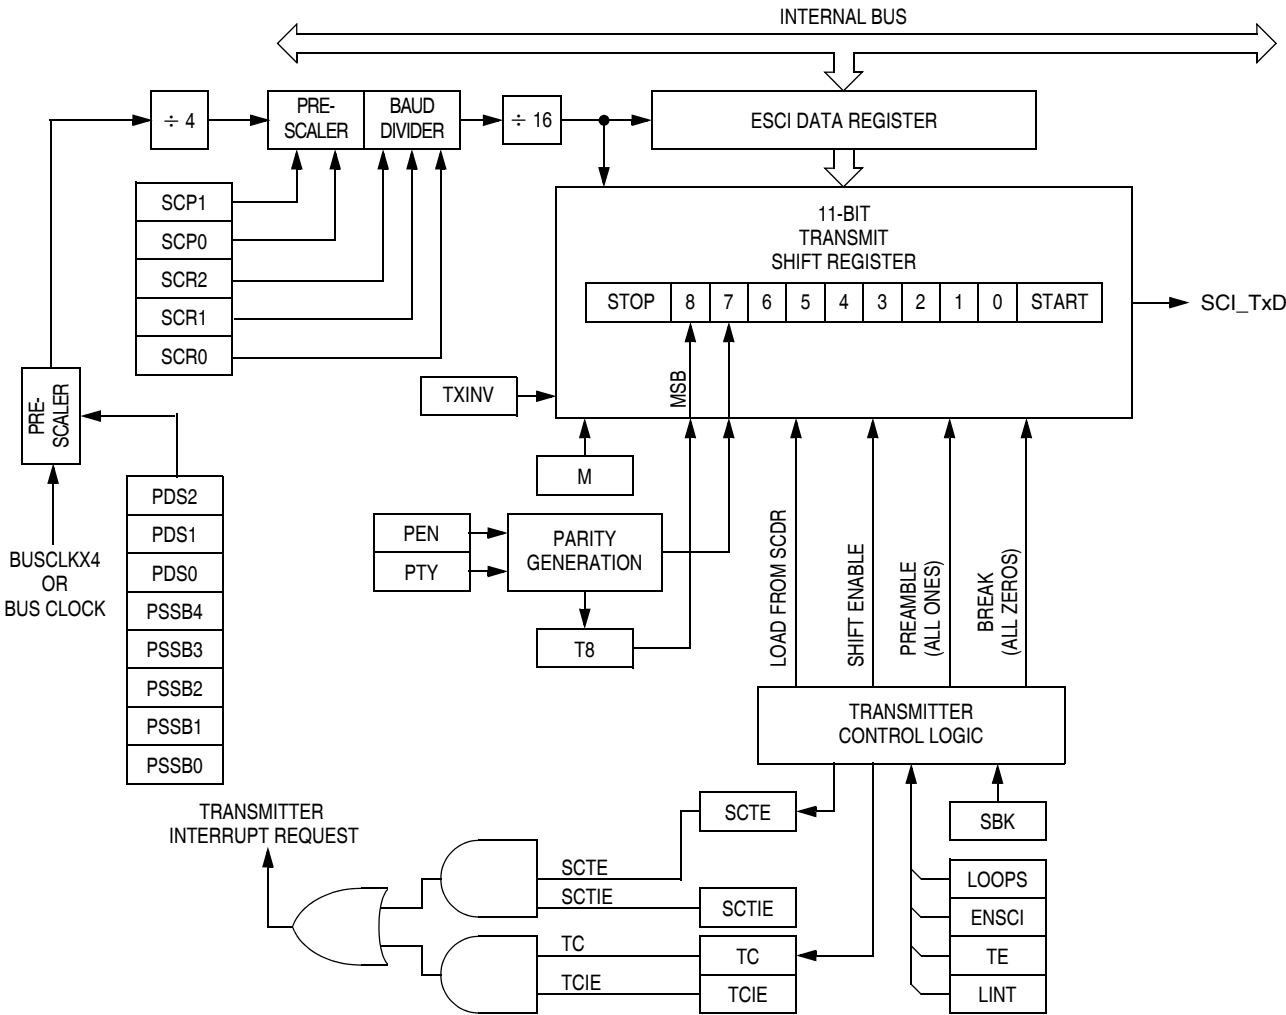 INTERNAL BUS
÷ 4
PRE-
SCALER
BAUD
DIVIDER
÷ 16
ESCI DATA REGISTER
SCP1
SCP0
SCR2
SCR1
SCR0
11-BIT
TRANSMIT
SHIFT REGISTER
STOP 8 7 6 5 4 3 2 1 0 START
SCI_TxD
PRE-
SCALER
TXINV
MSB
M
PDS2
PDS1
PDS0
PSSB4
PSSB3
PSSB2
PSSB1
PSSB0
BUSCLKX4
OR
BUS CLOCK
PEN
PTY
PARITY
GENERATION
T8
LOAD FROM SCDR
SHIFT ENABLE
PREAMBLE
(ALL ONES)
BREAK
(ALL ZEROS)
TRANSMITTER
CONTROL LOGIC
TRANSMITTER
INTERRUPT REQUEST
SCTE
SBK
SCTE
SCTIE
SCTIE
TC
TCIE
TC
TCIE
LOOPS
ENSCI
TE
LINT